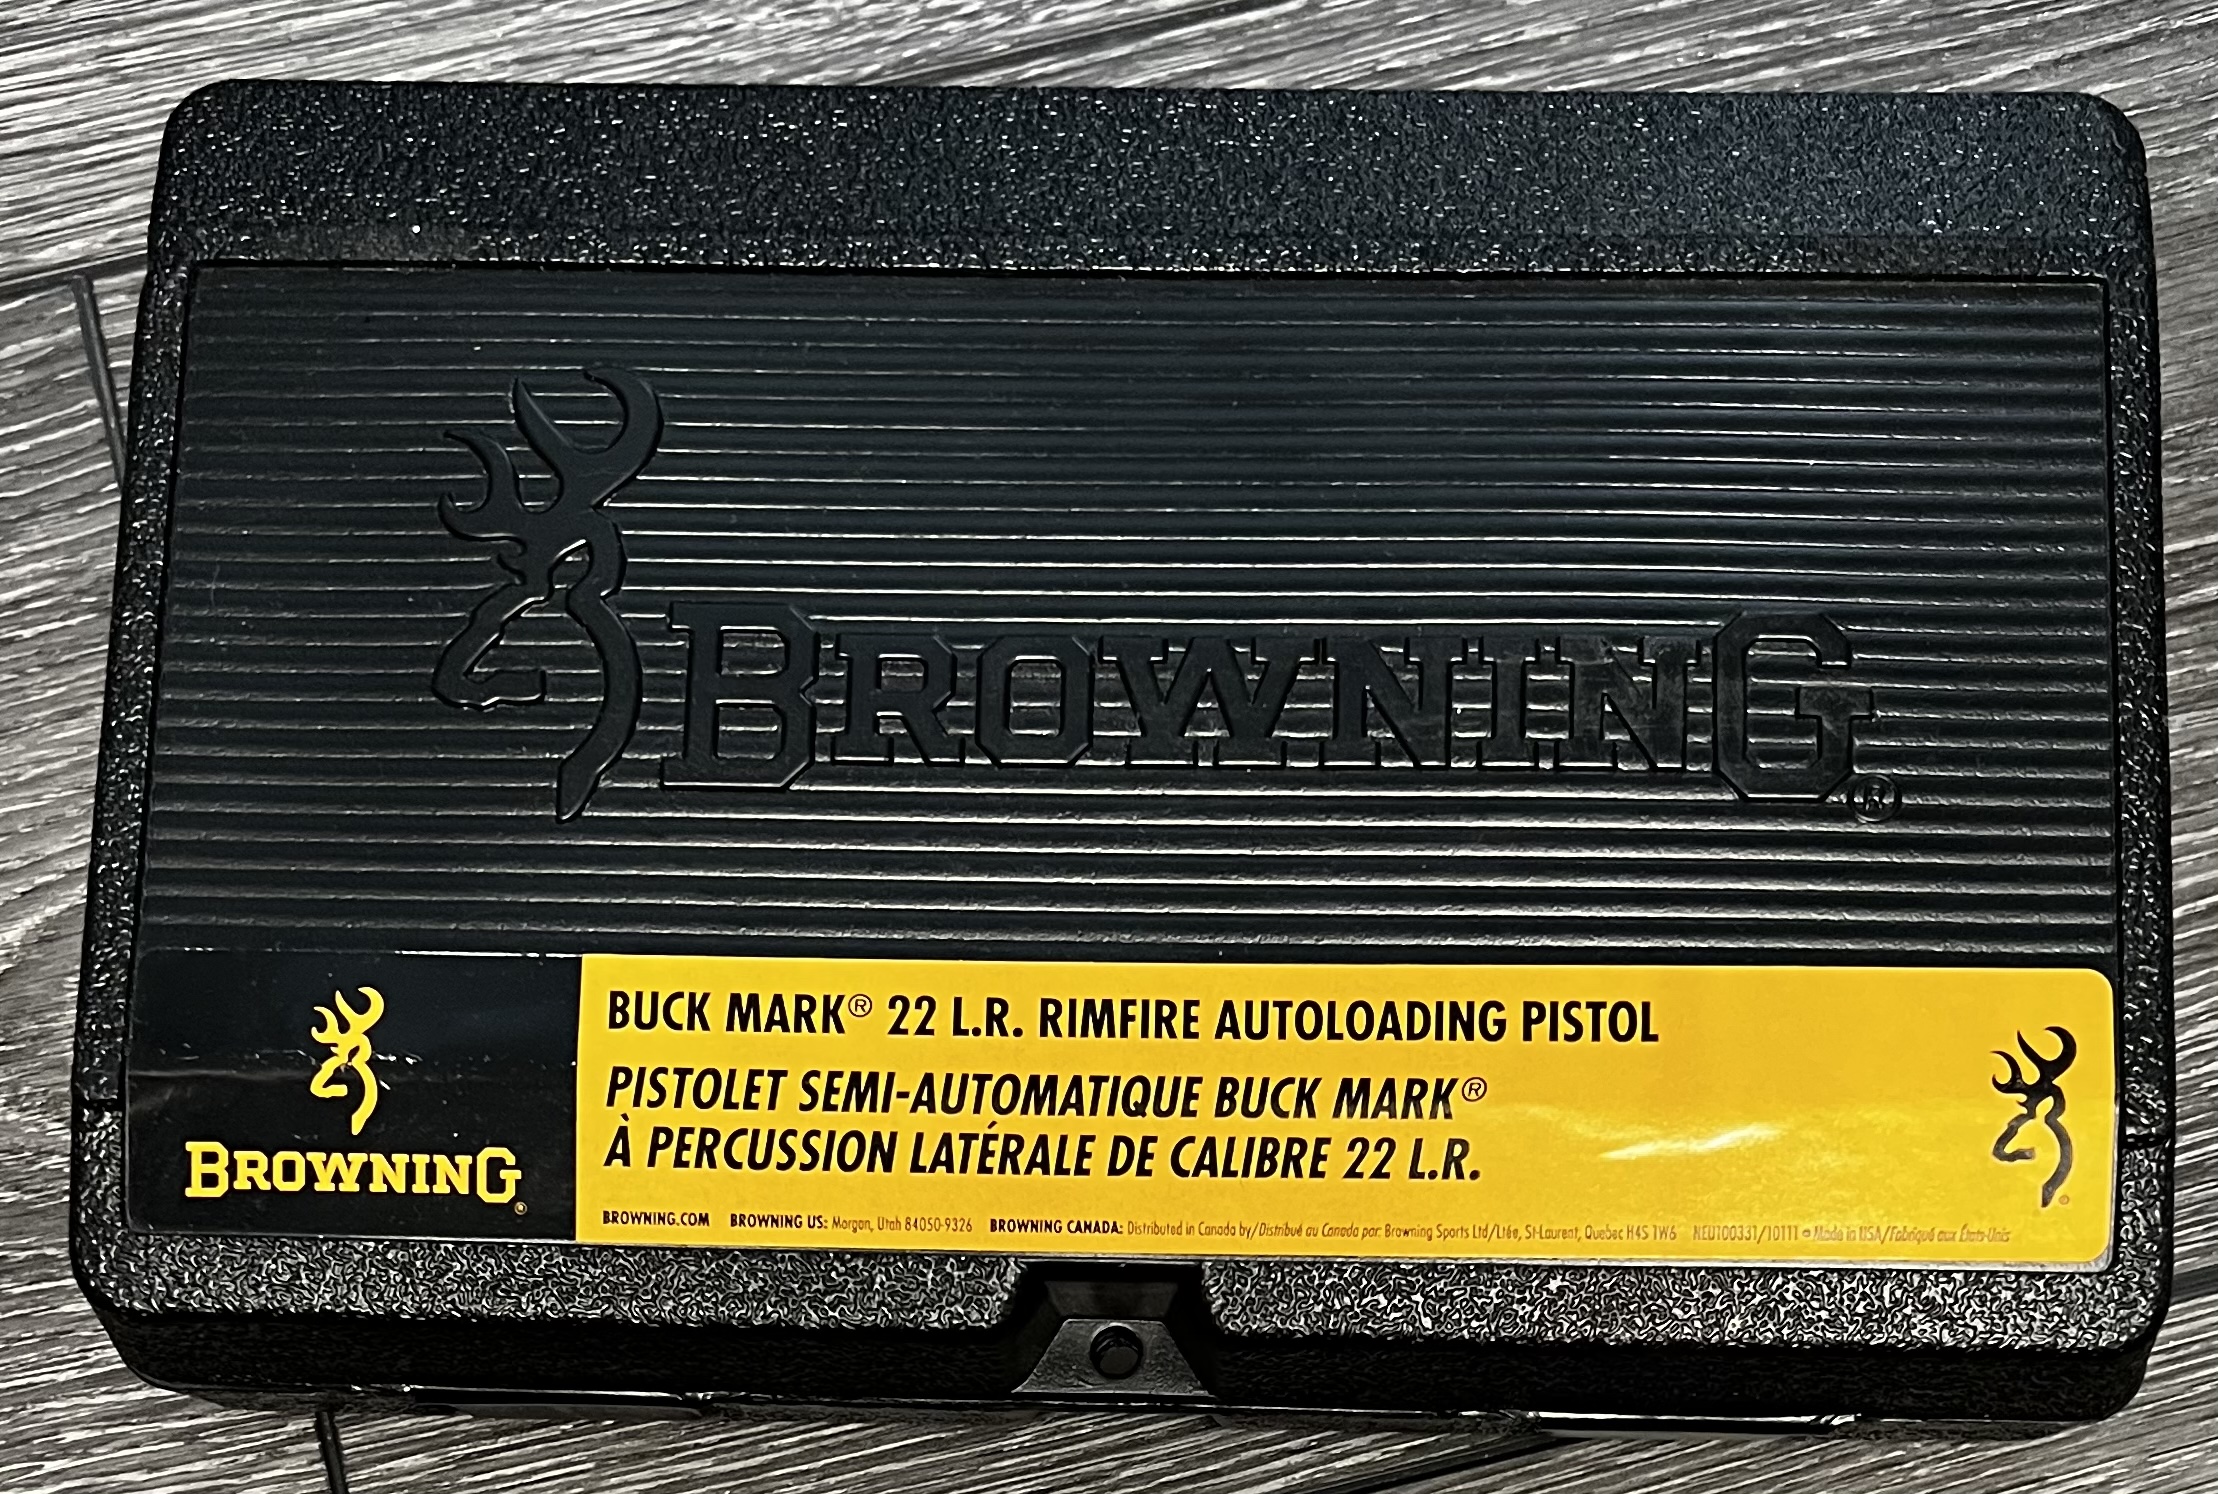 BROWNING®
BROWNING®
BUCK MARK® 22 L.R. RIMFIRE AUTOLOADING PISTOL
PISTOLET SEMI-AUTOMATIQUE BUCK MARK®
À PERCUSSION LATÉRALE DE CALIBRE 22 L.R.
BROWNING.COM BROWNING US: Morgan, Utah 84050-9326 BROWNING CANADA: Distributed in Canada by/Distribué au Canada par: Browning Sports Ltd/Ltée, St-Laurent, Quebec H4S 1W6 NEU100331/10111 • Made in USA/Fabriqué aux États-Unis